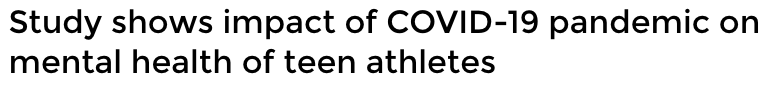 Study shows impact of COVID-19 pandemic on
mental health of teen athletes